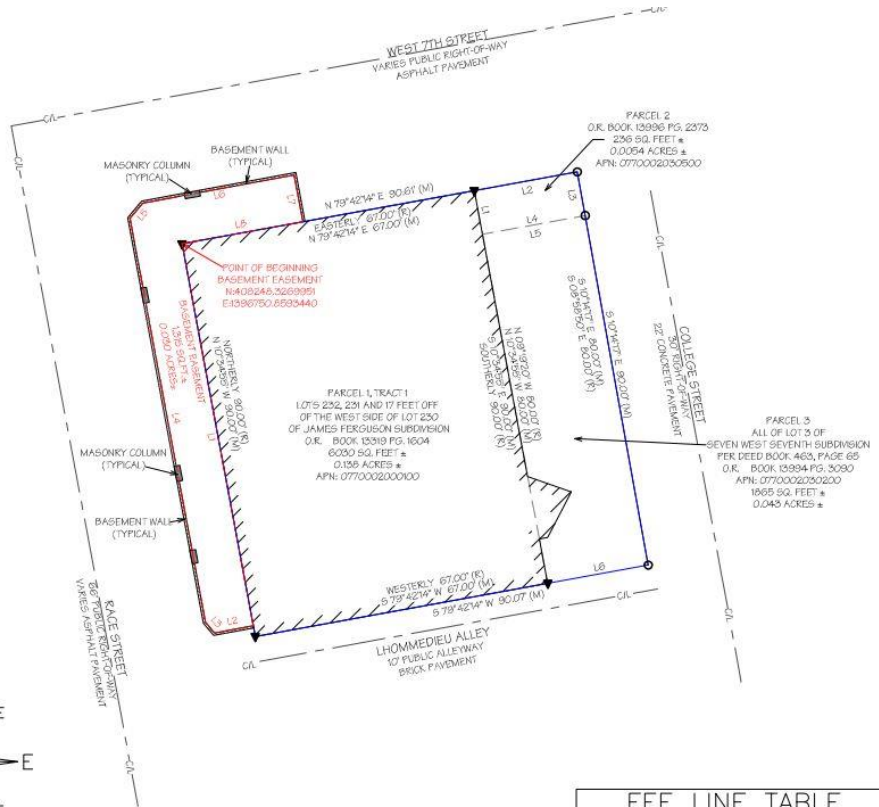 C/L
WEST 7TH STREET
VARIES PUBLIC RIGHT-OF-WAY
ASPHALT PAVEMENT
C/L
C/L
PARCEL 2
O.R. BOOK 13996 PG. 2373
236 SQ. FEET ±
0.0054 ACRES ±
APN: 0770002030500
MASONRY COLUMN
(TYPICAL)
BASEMENT WALL
(TYPICAL)
L5
L6
L7
L8
N 79°42'14" E 90.61' (M)
EASTERLY 67.00' (R)
N 79°42'14" E 67.00' (M)
L2
L3
L1
L4
L5
POINT OF BEGINNING
BASEMENT EASEMENT
N:408248.3269951
E:1396750.8593440
C/L
BASEMENT EASEMENT
1,315 SQ. FT.±
0.030 ACRES±
NORTHERLY 90.00' (R)
N 10°34'55" W 90.00' (M)
L4
L1
PARCEL 1, TRACT 1
LOTS 232, 231 AND 17 FEET OFF
OF THE WEST SIDE OF LOT 230
OF JAMES FERGUSON SUBDIVISION
O.R. BOOK 13319 PG. 1604
6030 SQ. FEET ±
0.138 ACRES ±
APN: 0770002000100
N 09°19'20" W 80.00' (R)
N 10°34'55" W 80.00' (M)
S 10°34'55" E 90.00' (M)
SOUTHERLY 90.00' (R)
S 10°14'17" E 80.00' (M)
S 08°58'50" E 80.00' (R)
S 10°14'17" E 90.00' (M)
COLLEGE STREET
30' RIGHT-OF-WAY
22' CONCRETE PAVEMENT
PARCEL 3
ALL OF LOT 3 OF
SEVEN WEST SEVENTH SUBDIVISION
PER DEED BOOK 463, PAGE 65
O.R. BOOK 13994 PG. 3090
APN: 0770002030200
1865 SQ. FEET ±
0.043 ACRES ±
MASONRY COLUMN
(TYPICAL)
BASEMENT WALL
(TYPICAL)
L3
L2
WESTERLY 67.00' (R)
S 79°42'14" W 67.00' (M)
S 79°42'14" W 90.07' (M)
L6
C/L
C/L
C/L
LHOMMEDIEU ALLEY
10' PUBLIC ALLEYWAY
BRICK PAVEMENT
RACE STREET
66' PUBLIC RIGHT-OF-WAY
VARIES ASPHALT PAVEMENT
C/L
E
FEE LINE TABLE